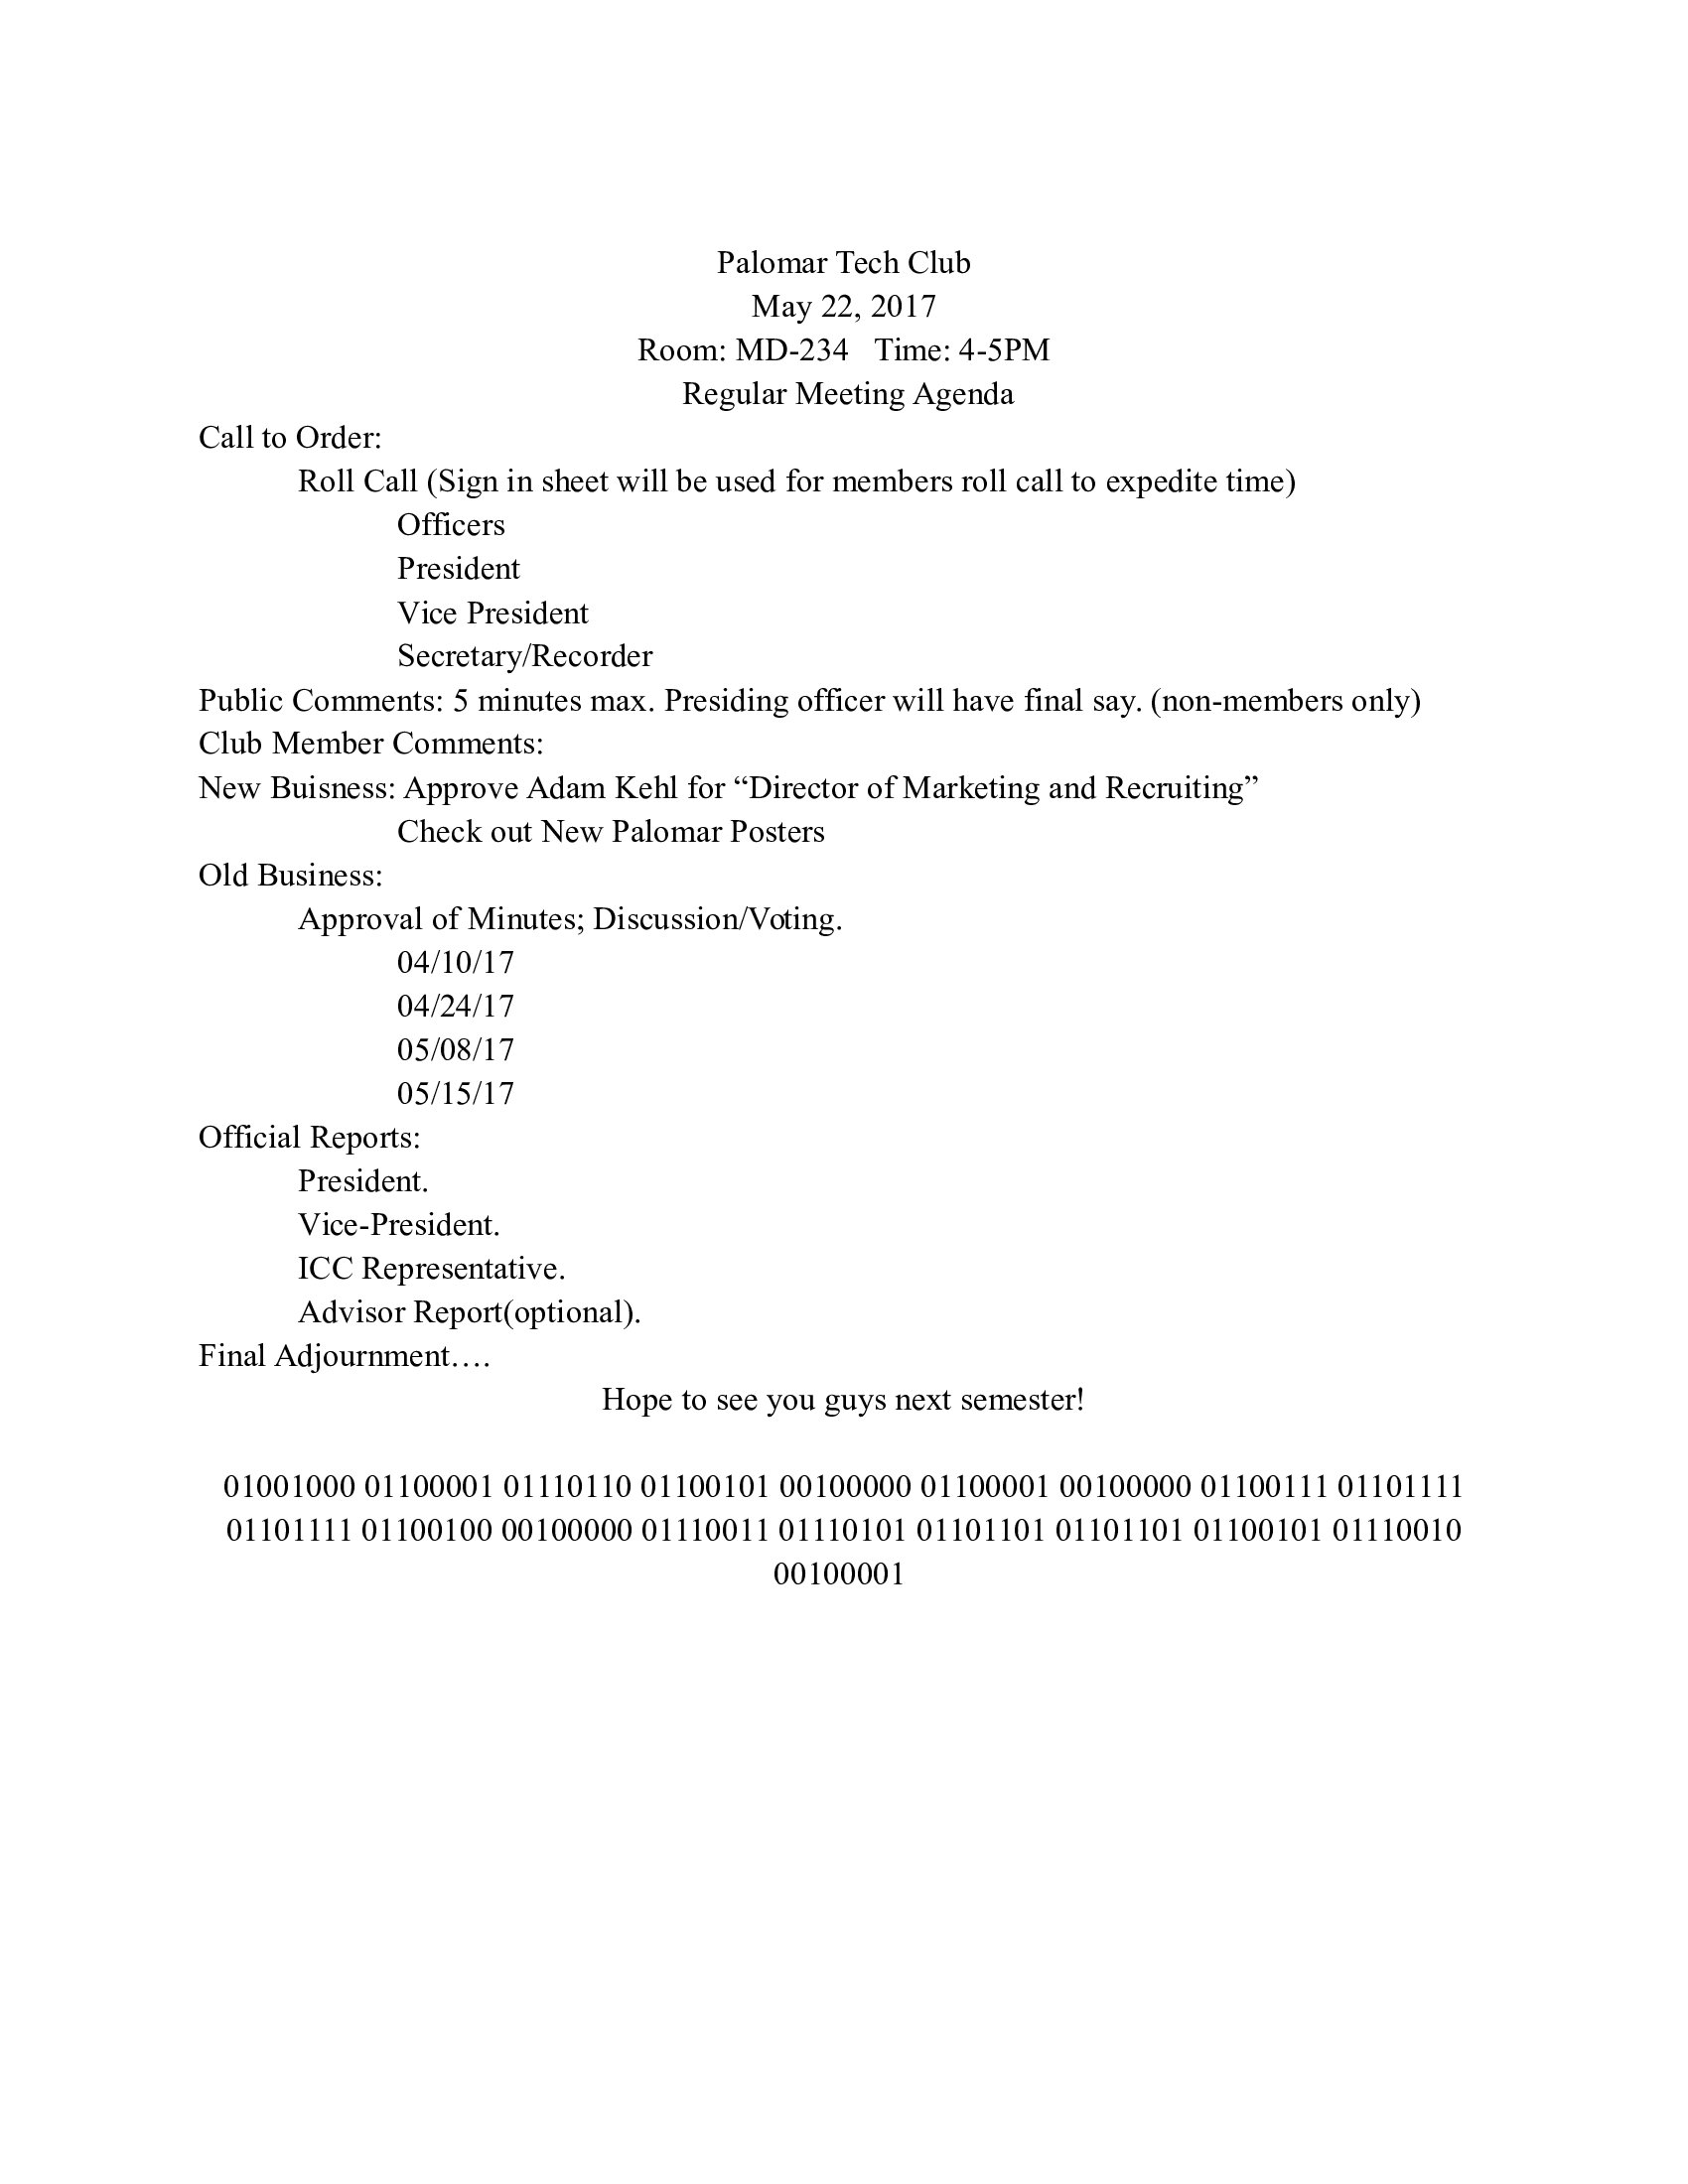 Palomar Tech Club
May 22, 2017
Room: MD-234   Time: 4-5PM
Regular Meeting Agenda
Call to Order:
Roll Call (Sign in sheet will be used for members roll call to expedite time)
Officers
President
Vice President
Secretary/Recorder
Public Comments: 5 minutes max. Presiding officer will have final say. (non-members only)
Club Member Comments:
New Buisness: Approve Adam Kehl for “Director of Marketing and Recruiting”
Check out New Palomar Posters
Old Business:
Approval of Minutes; Discussion/Voting.
04/10/17
04/24/17
05/08/17
05/15/17
Official Reports:
President.
Vice-President.
ICC Representative.
Advisor Report(optional).
Final Adjournment….
Hope to see you guys next semester!
01001000 01100001 01110110 01100101 00100000 01100001 00100000 01100111 01101111
01101111 01100100 00100000 01110011 01110101 01101101 01101101 01100101 01110010
00100001